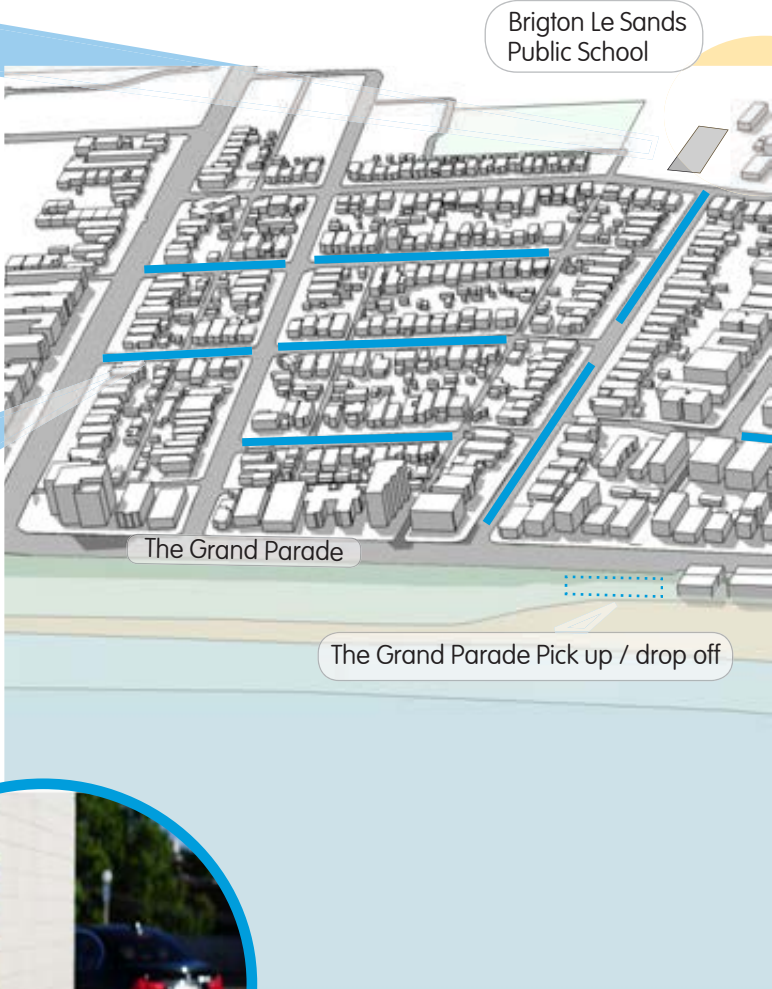 Brigton Le Sands
Public School
The Grand Parade
The Grand Parade Pick up / drop off